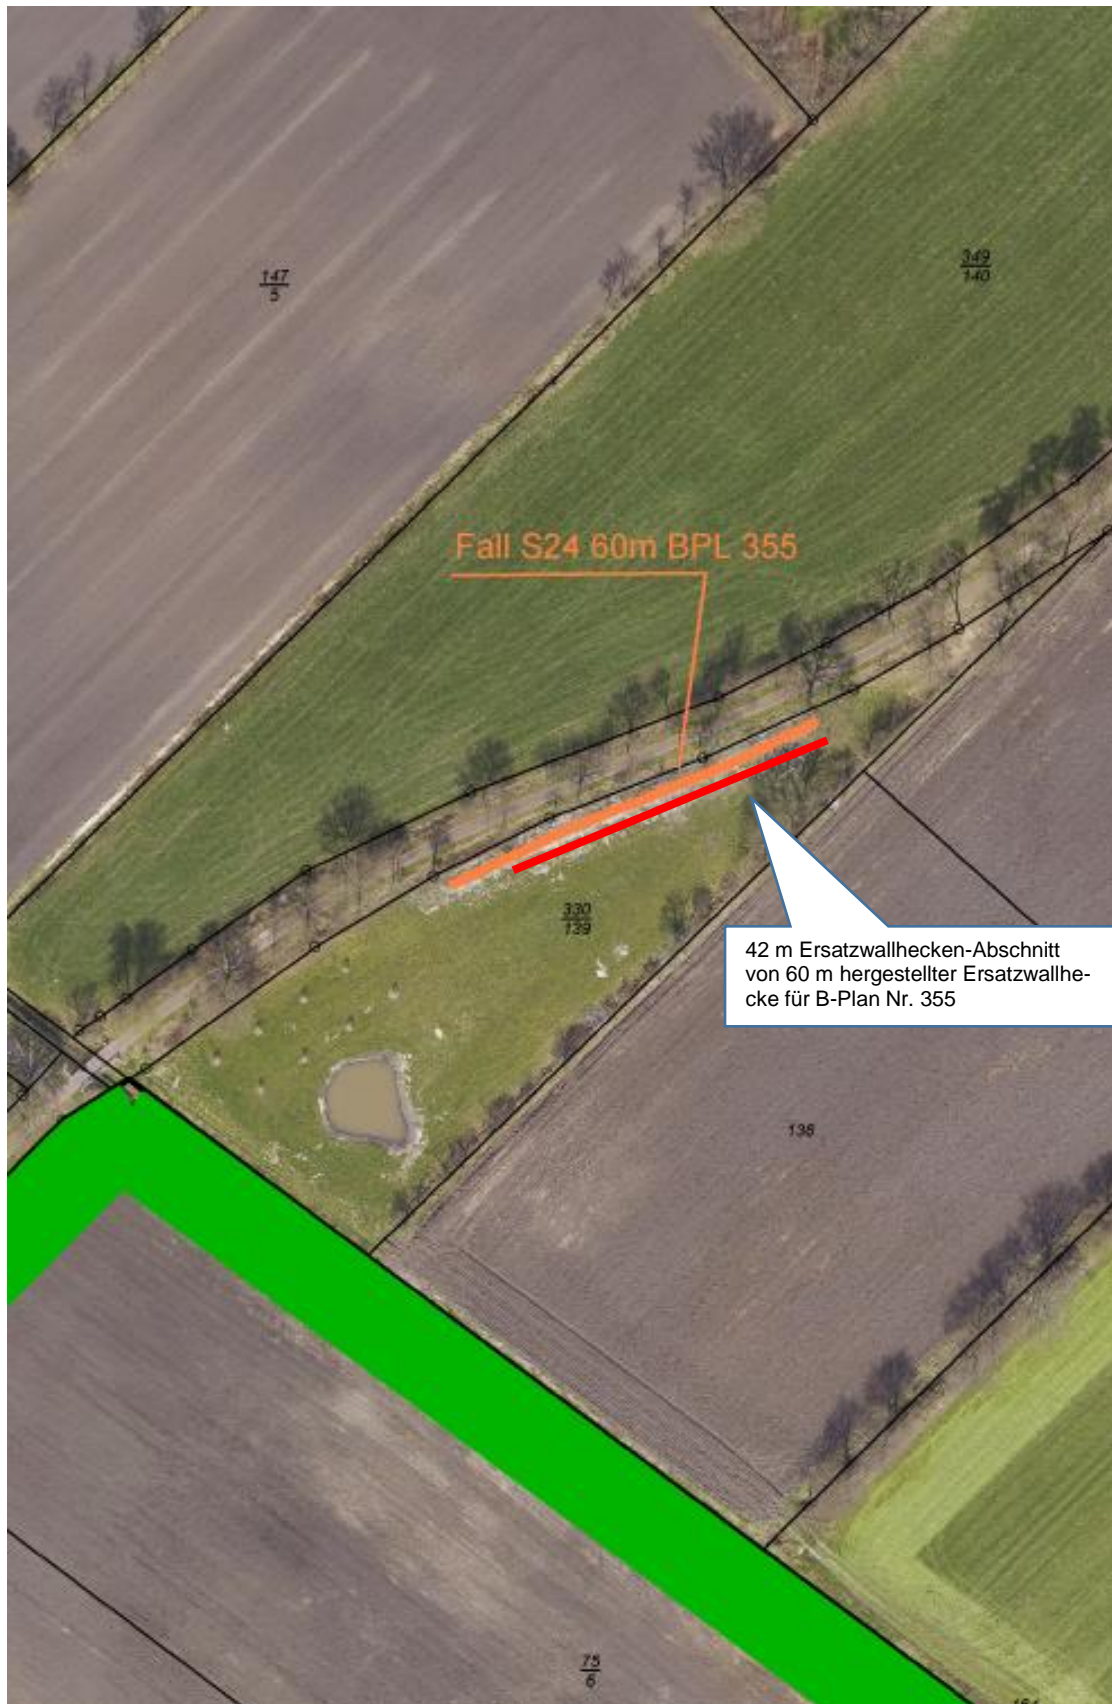 147
5
349
140
Fall S24 60m BPL 355
330
139
42 m Ersatzwallhecken-Abschnitt
von 60 m hergestellter Ersatzwallhe-
cke für B-Plan Nr. 355
138
75
6